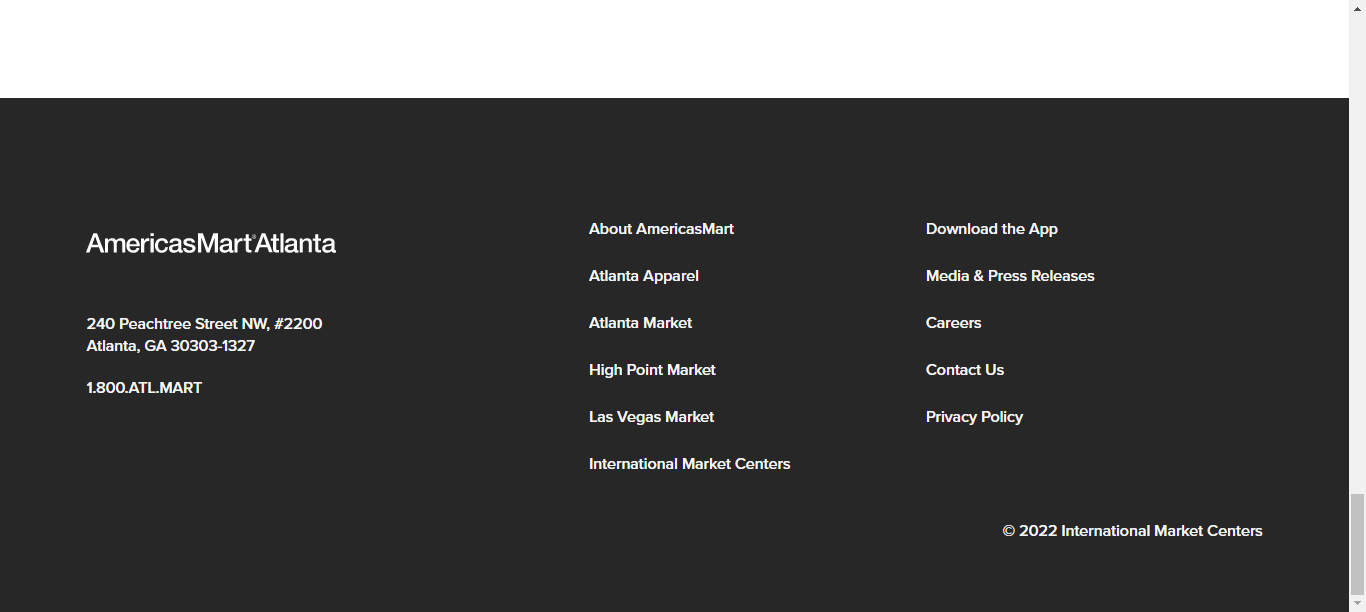 AmericasMart®Atlanta
240 Peachtree Street NW, #2200
Atlanta, GA 30303-1327
1.800.ATL.MART
About AmericasMart
Atlanta Apparel
Atlanta Market
High Point Market
Las Vegas Market
International Market Centers
Download the App
Media & Press Releases
Careers
Contact Us
Privacy Policy
© 2022 International Market Centers